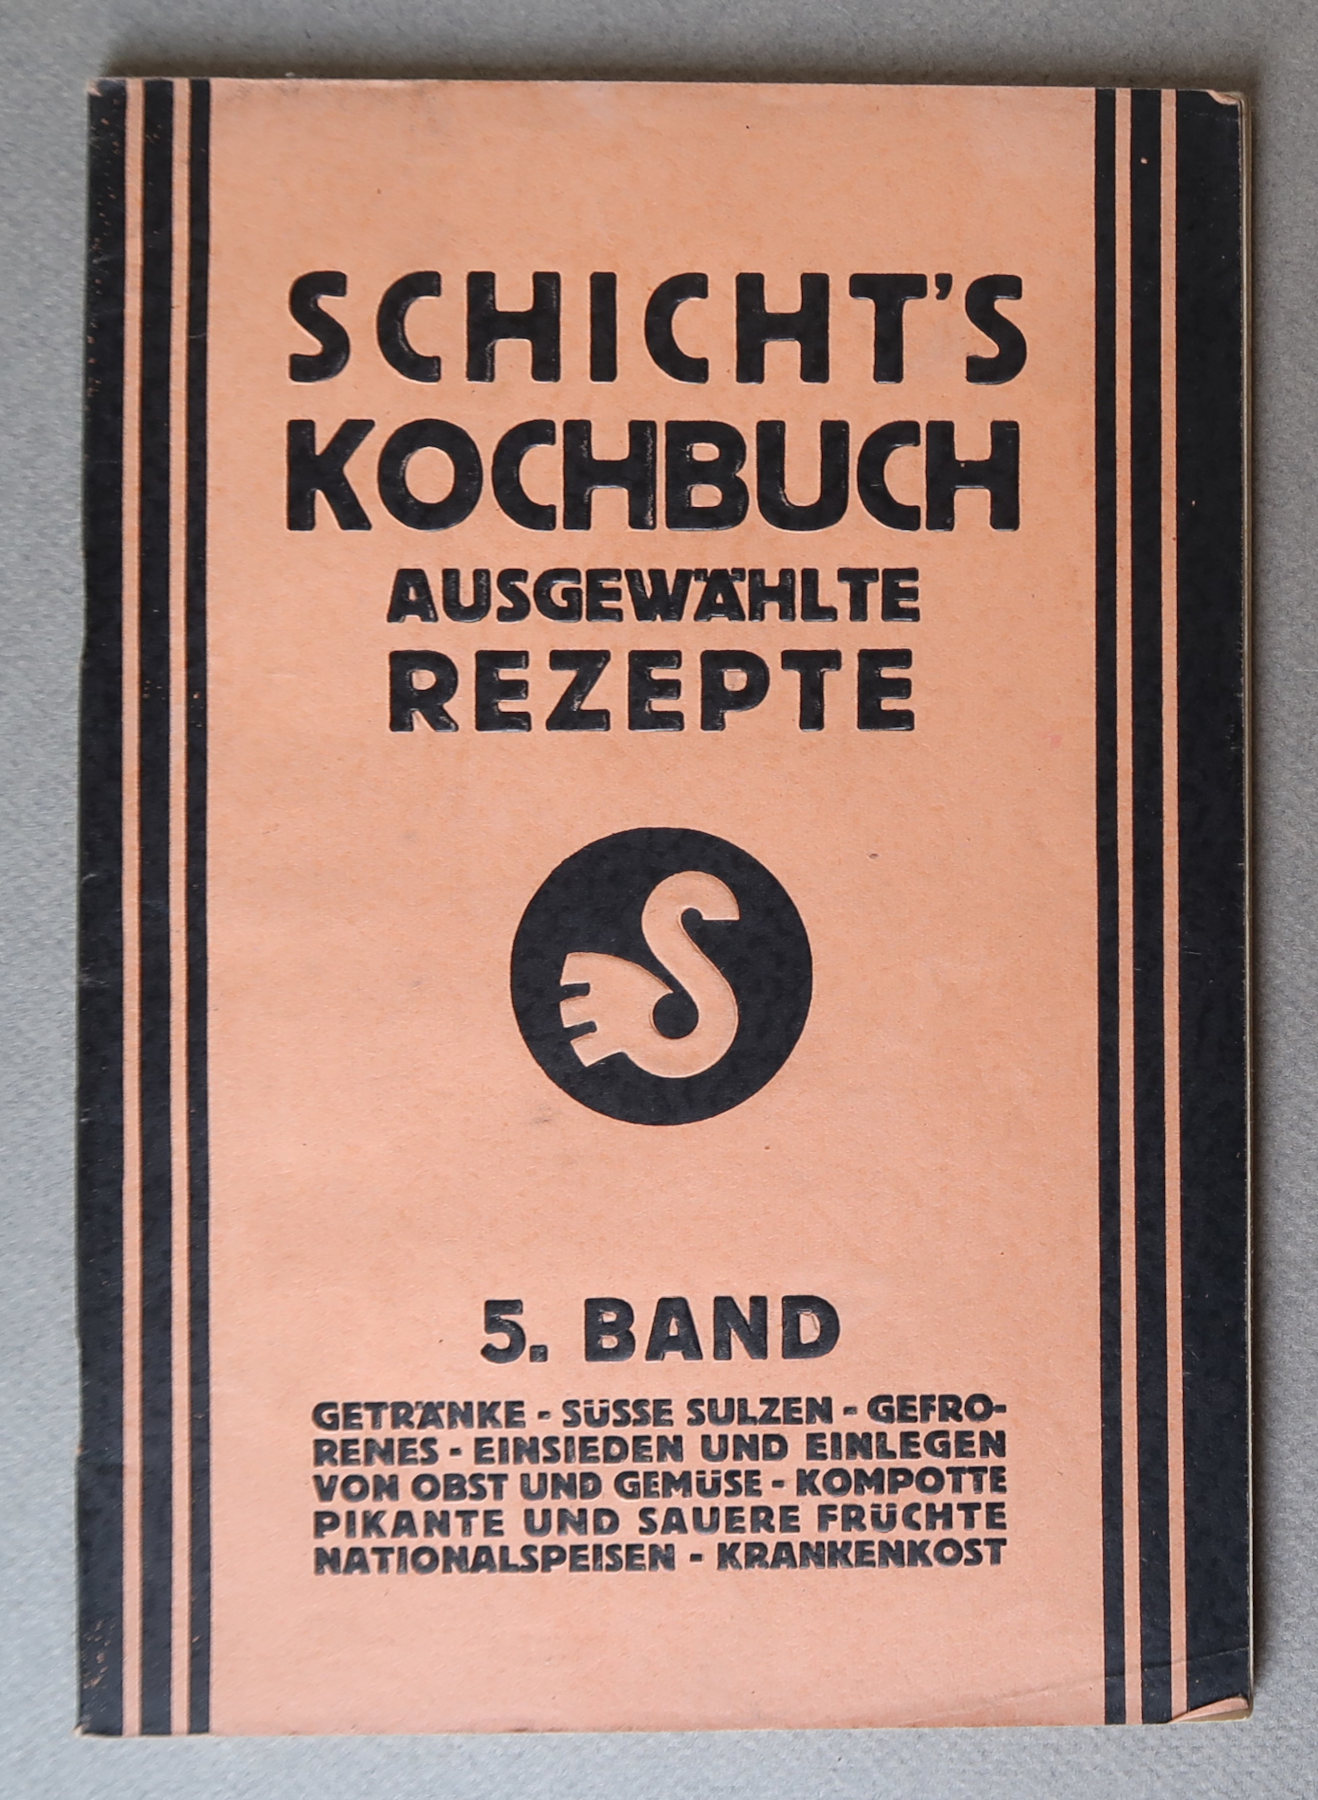 SCHICHT'S
KOCHBUCH
AUSGEWÄHLTE
REZEPTE
5. BAND
GETRÄNKE - SÜSSE SULZEN - GEFRO-
RENES - EINSIEDEN UND EINLEGEN
VON OBST UND GEMÜSE - KOMPOTTE
PIKANTE UND SAUERE FRÜCHTE
NATIONALSPEISEN - KRANKENKOST